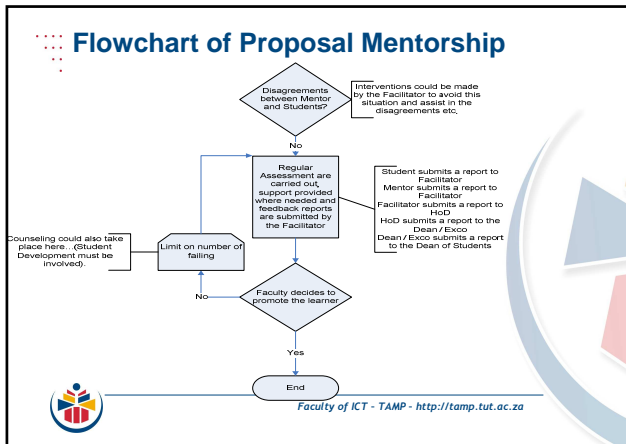 Flowchart of Proposal Mentorship
Disagreements
between Mentor
and Students?
Interventions could be made
by the Facilitator to avoid this
situation and assist in the
disagreements etc.
No
Regular
Assessment are
carried out,
support provided
where needed and
feedback reports
are submitted by
the Facilitator
Student submits a report to
Facilitator
Mentor submits a report to
Facilitator
Facilitator submits a report to
HoD
HoD submits a report to the
Dean / Exco
Dean / Exco submits a report
to the Dean of Students
Counseling could also take
place here...(Student
Development must be
involved).
Limit on number of
failing
No
Faculty decides to
promote the learner
Yes
End
Faculty of ICT - TAMP - http://tamp.tut.ac.za